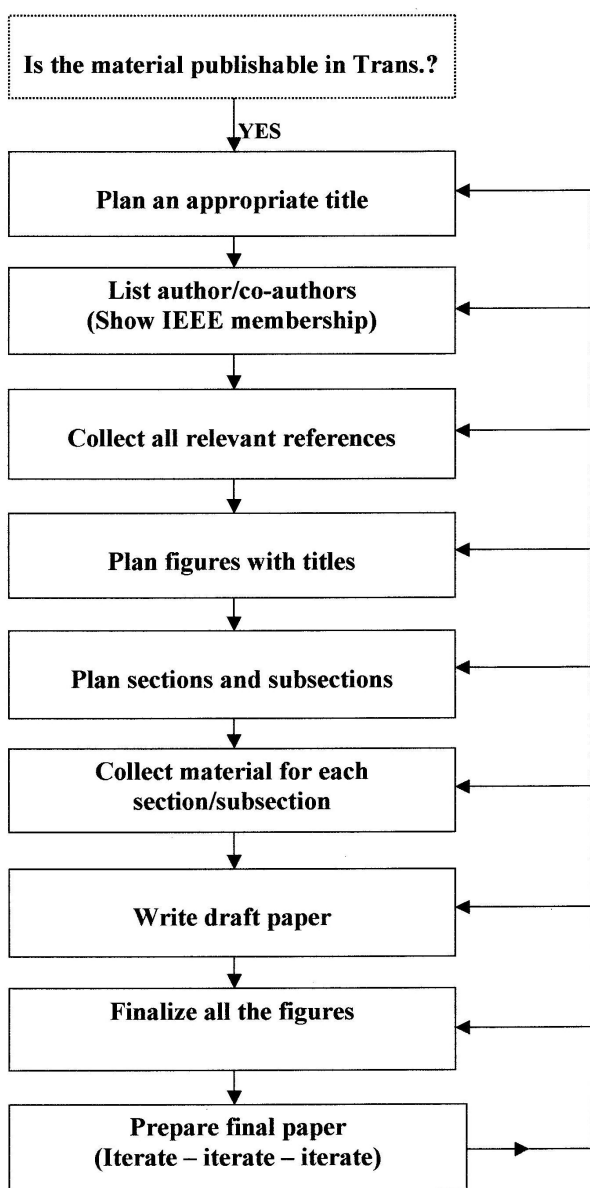 Is the material publishable in Trans.?
YES
Plan an appropriate title
List author/co-authors
(Show IEEE membership)
Collect all relevant references
Plan figures with titles
Plan sections and subsections
Collect material for each
section/subsection
Write draft paper
Finalize all the figures
Prepare final paper
(Iterate – iterate – iterate)